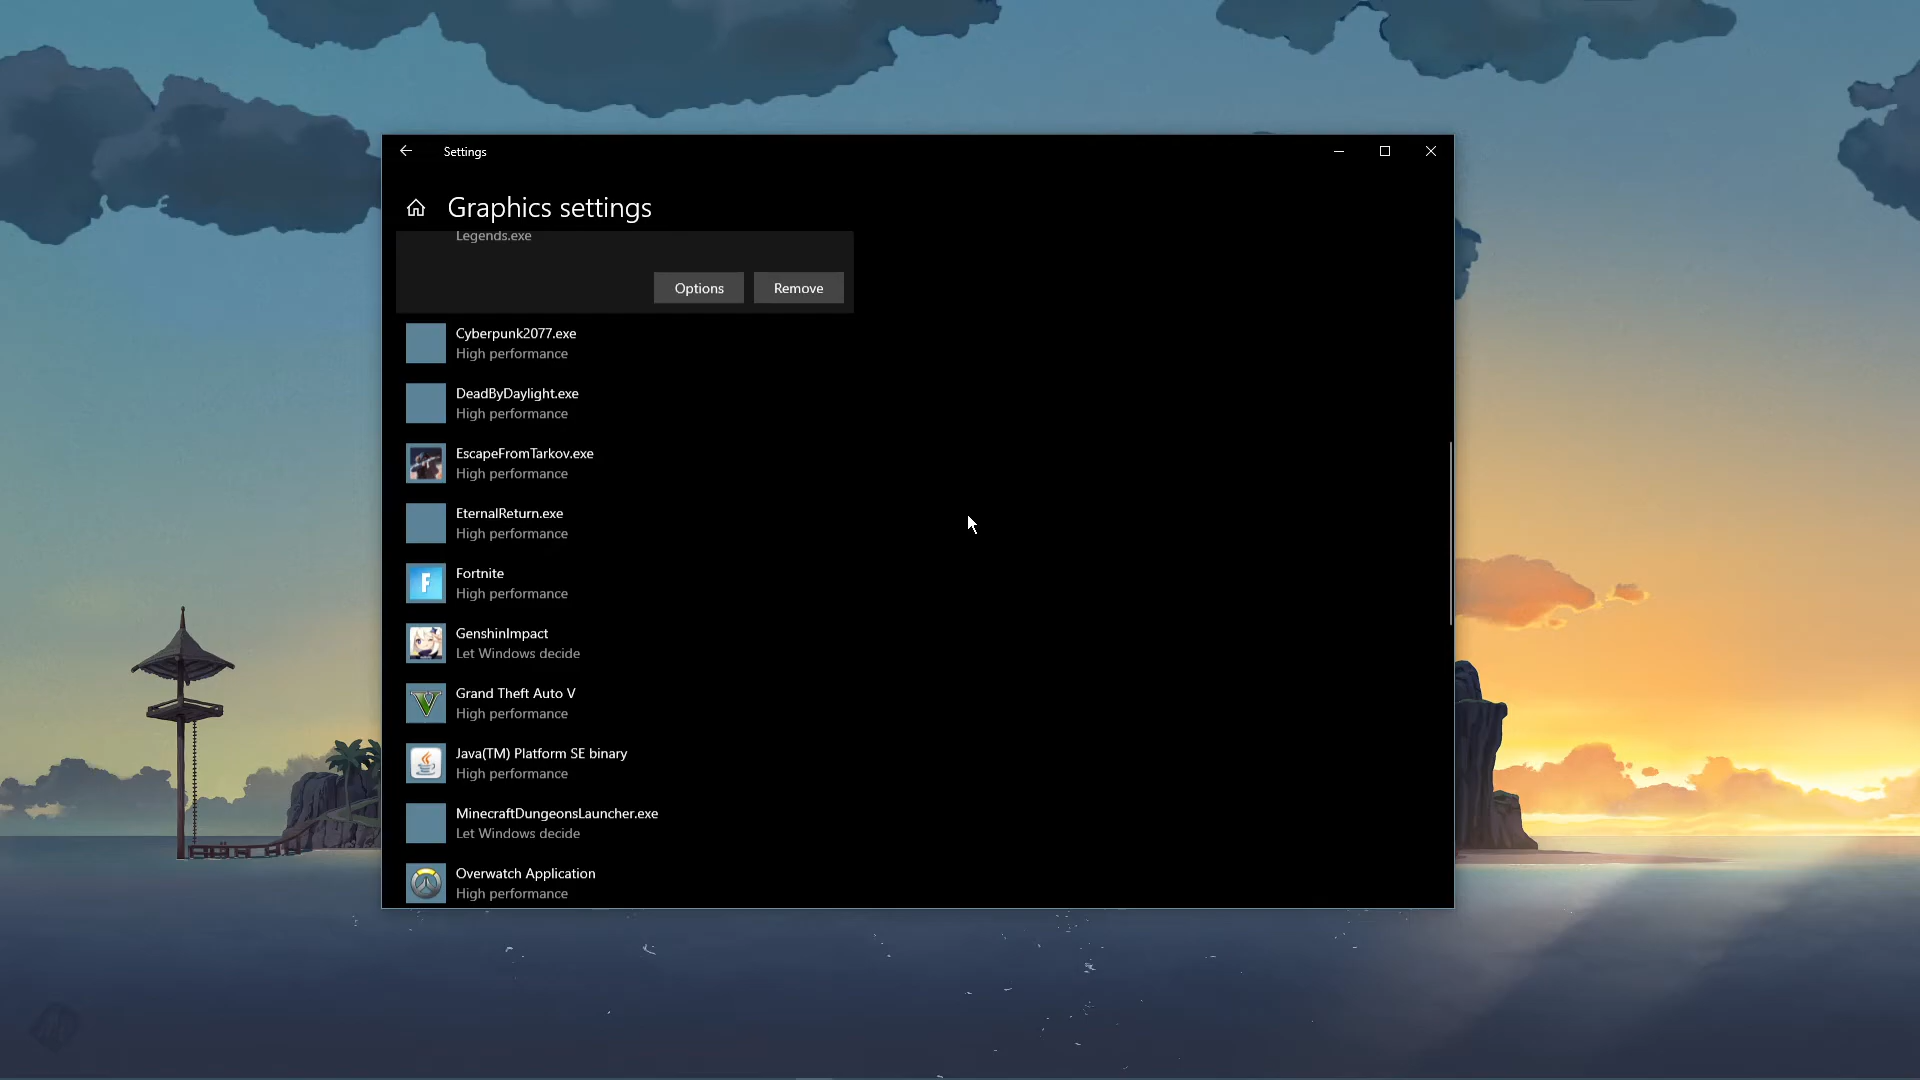 Settings
Graphics settings
Legends.exe
Options
Remove
Cyberpunk2077.exe
High performance
DeadByDaylight.exe
High performance
EscapeFromTarkov.exe
High performance
EternalReturn.exe
High performance
F
Fortnite
High performance
GenshinImpact
Let Windows decide
V
Grand Theft Auto V
High performance
Java(TM) Platform SE binary
High performance
MinecraftDungeonsLauncher.exe
Let Windows decide
Overwatch Application
High performance